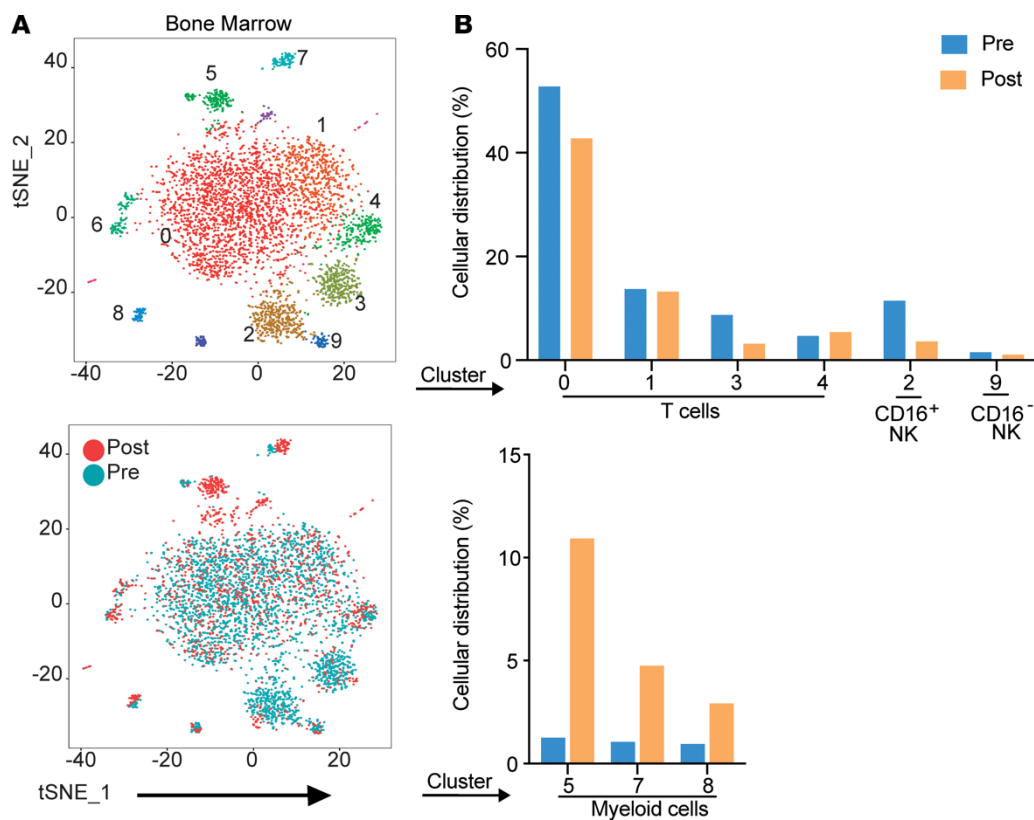 A
Bone Marrow
tSNE_2
40
20
0
-20
-40
0
20
7
5
1
4
6
0
3
8
2
9
B
Pre
Post
Cellular distribution (%)
60
40
20
0
Cluster
0 1 3 4 2 9
T cells
CD16+ NK
CD16- NK
Post
Pre
40
20
0
-20
-40 -20 0 20
tSNE_1
Cellular distribution (%)
15
10
5
0
Cluster
5 7 8
Myeloid cells